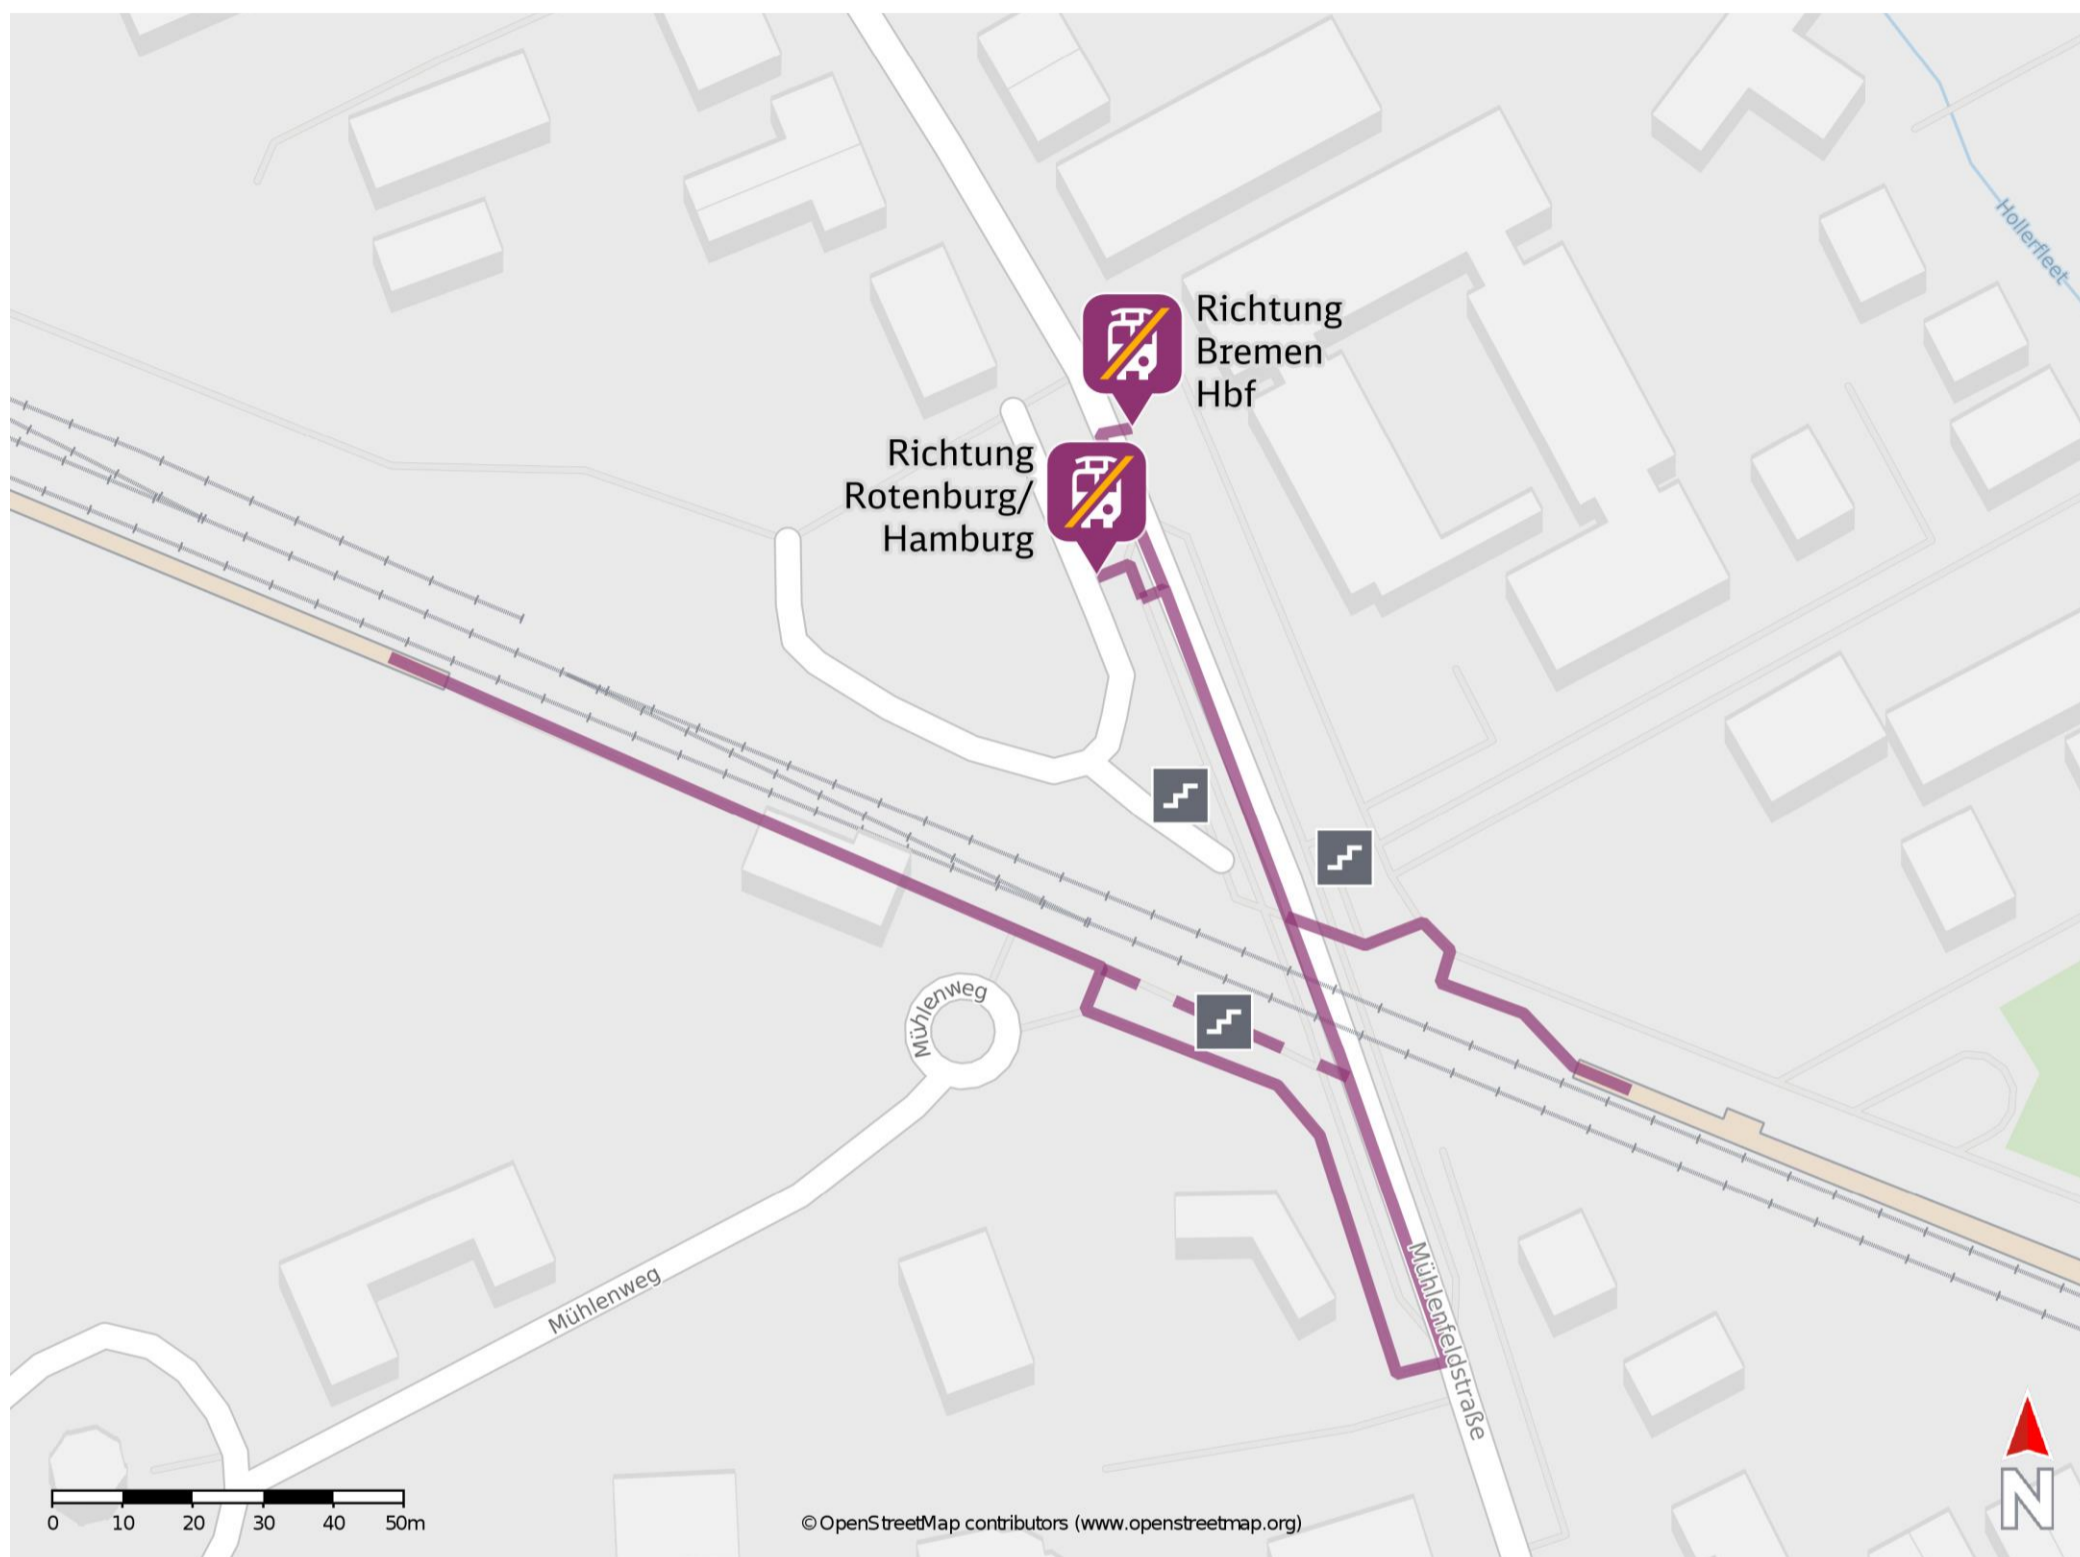 Hollerfleet
Richtung
Bremen
Hbf
Richtung
Rotenburg/
Hamburg
Mühlenweg
Mühlenweg
Mühlenfeldstraße
N
0 10 20 30 40 50m
©OpenStreetMap contributors (www.openstreetmap.org)